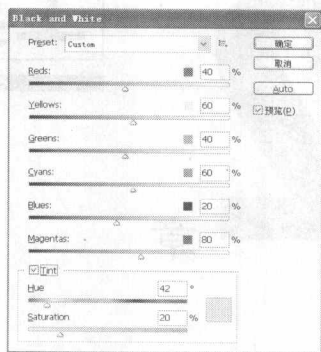 Black and White
Preset: Custom
确定
取消
Auto
预览(P)
Reds: 40 %
Yellows: 60 %
Greens: 40 %
Cyans: 60 %
Blues: 20 %
Magentas: 80 %
Tint
Hue 42 °
Saturation 20 %